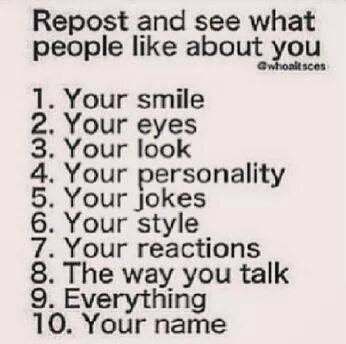 Repost and see what
people like about you
@whoaitsces
1. Your smile
2. Your eyes
3. Your look
4. Your personality
5. Your jokes
6. Your style
7. Your reactions
8. The way you talk
9. Everything
10. Your name